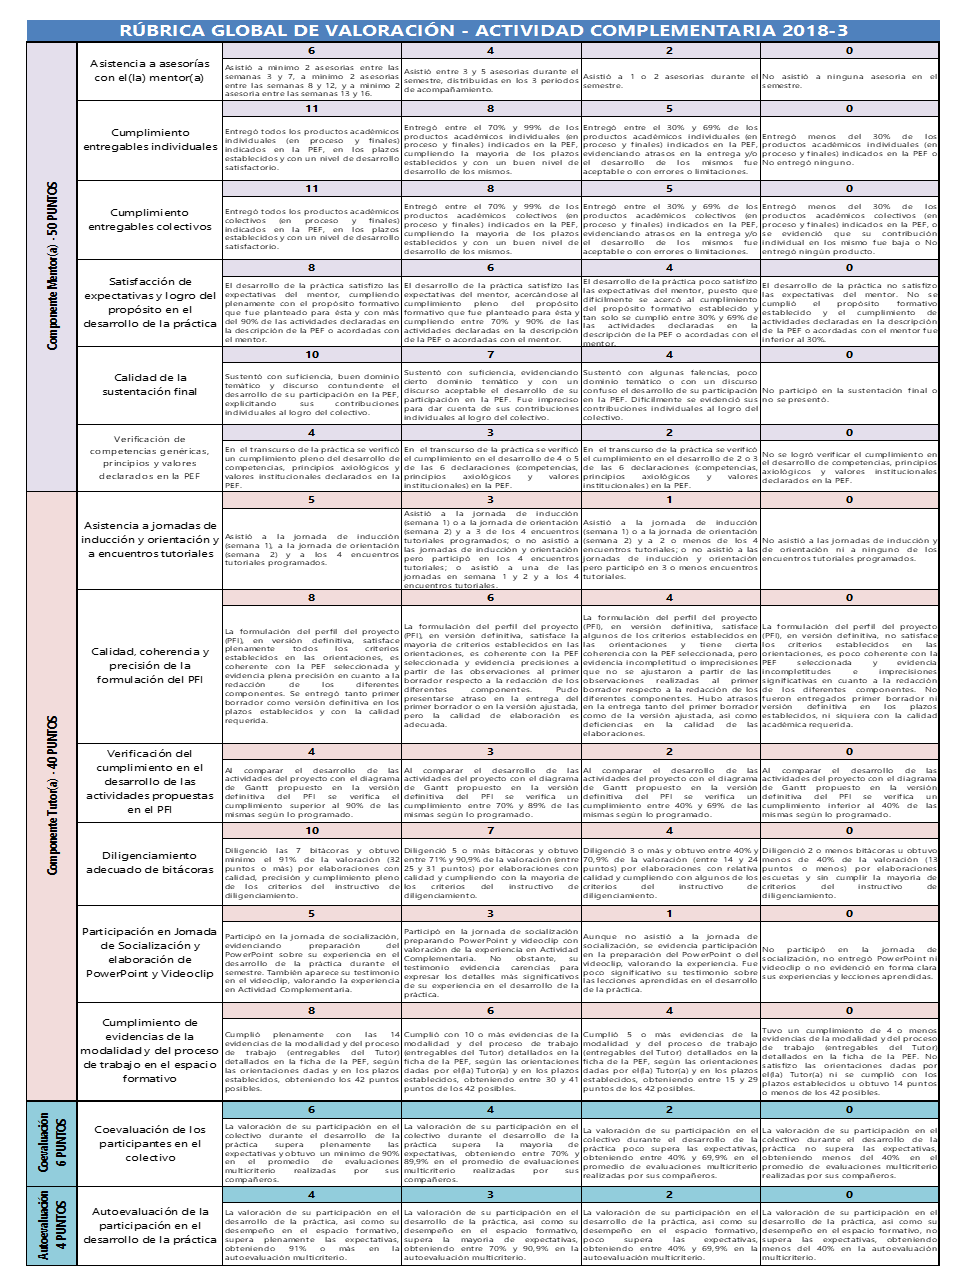 RÚBRICA GLOBAL DE VALORACIÓN - ACTIVIDAD COMPLEMENTARIA 2018-3
Componente Mentor(a) - 50 PUNTOS
Asistencia a asesorías
con el(la) mentor(a)
6
Asistió a mínimo 2 asesorías entre las
semanas 3 y 7, a mínimo 2 asesorías
entre las semanas 8 y 12, y a mínimo 2
asesoría entre las semanas 13 y 16.
4
Asistió entre 3 y 5 asesorías durante el
semestre, distribuidas en los 3 periodos
de acompañamiento.
2
Asistió a 1 o 2 asesorías durante el
semestre.
0
No asistió a ninguna asesoría en el
semestre.
Cumplimiento
entregables individuales
11
Entregó todos los productos académicos
individuales (en proceso y finales)
indicados en la PEF, en los plazos
establecidos y con un nivel de desarrollo
satisfactorio.
8
Entregó entre el 70% y 99% de los
productos académicos individuales (en
proceso y finales) indicados en la PEF,
cumpliendo la mayoría de los plazos
establecidos y con un buen nivel de
desarrollo de los mismos.
5
Entregó entre el 30% y 69% de los
productos académicos individuales (en
proceso y finales) indicados en la PEF,
evidenciando atrasos en la entrega y/o
el desarrollo de los mismos fue
aceptable o con errores o limitaciones.
0
Entregó menos del 30% de los
productos académicos individuales (en
proceso y finales) indicados en la PEF o
No entregó ninguno.
Cumplimiento
entregables colectivos
11
Entregó todos los productos académicos
colectivos (en proceso y finales)
indicados en la PEF, en los plazos
establecidos y con un nivel de desarrollo
satisfactorio.
8
Entregó entre el 70% y 99% de los
productos académicos colectivos (en
proceso y finales) indicados en la PEF,
cumpliendo la mayoría de los plazos
establecidos y con un buen nivel de
desarrollo de los mismos.
5
Entregó entre el 30% y 69% de los
productos académicos colectivos (en
proceso y finales) indicados en la PEF,
evidenciando atrasos en la entrega y/o
el desarrollo de los mismos fue
aceptable o con errores o limitaciones.
0
Entregó menos del 30% de los
productos académicos colectivos (en
proceso y finales) indicados en la PEF, o
se evidenció que su contribución
individual en los mismo fue baja o No
entregó ningún producto.
Satisfacción de
expectativas y logro del
propósito en el
desarrollo de la práctica
8
El desarrollo de la práctica satisfizo las
expectativas del mentor, cumpliendo
plenamente con el propósito formativo
que fue planteado para ésta y con más
del 90% de las actividades declaradas en
la descripción de la PEF o acordadas con
el mentor.
6
El desarrollo de la práctica satisfizo las
expectativas del mentor, acercándose al
cumplimiento pleno del propósito
formativo que fue planteado para ésta y
cumpliendo entre 70% y 90% de las
actividades declaradas en la descripción
de la PEF o acordadas con el mentor.
4
El desarrollo de la práctica poco satisfizo
las expectativas del mentor, puesto que
difícilmente se acercó al cumplimiento
del propósito formativo establecido y
tan solo se cumplió entre 30% y 69% de
las actividades declaradas en la
descripción de la PEF o acordadas con el
mentor.
0
El desarrollo de la práctica no satisfizo
las expectativas del mentor. No se
cumplió el propósito formativo
establecido y el cumplimiento de
actividades declaradas en la descripción
de la PEF o acordadas con el mentor fue
inferior al 30%.
Calidad de la
sustentación final
10
Sustentó con suficiencia, buen dominio
temático y discurso contundente el
desarrollo de su participación en la PEF,
explicitando sus contribuciones
individuales al logro del colectivo.
7
Sustentó con suficiencia, evidenciando
cierto dominio temático y con un
discurso aceptable el desarrollo de su
participación en la PEF. Fue impreciso
para dar cuenta de sus contribuciones
individuales al logro del colectivo.
4
Sustentó con algunas falencias, poco
dominio temático o con un discurso
confuso el desarrollo de su participación
en la PEF. Difícilmente se evidenció sus
contribuciones individuales al logro del
colectivo.
0
No participó en la sustentación final o
no se presentó.
Verificación de
competencias genéricas,
principios y valores
declarados en la PEF
4
En el transcurso de la práctica se verificó
un cumplimiento pleno del desarrollo de
competencias, principios axiológicos y
valores institucionales declarados en la
PEF.
3
En el transcurso de la práctica se verificó
el cumplimiento en el desarrollo de 4 o 5
de las 6 declaraciones (competencias,
principios axiológicos y valores
institucionales) en la PEF.
2
En el transcurso de la práctica se verificó
el cumplimiento en el desarrollo de 2 o 3
de las 6 declaraciones (competencias,
principios axiológicos y valores
institucionales) en la PEF.
0
No se logró verificar el cumplimiento en
el desarrollo de competencias, principios
axiológicos y valores institucionales
declarados en la PEF.
Componente Tutor(a) - 40 PUNTOS
Asistencia a jornadas de
inducción y orientación y
a encuentros tutoriales
5
Asistió a la jornada de inducción
(semana 1), a la jornada de orientación
(semana 2) y a los 4 encuentros
tutoriales programados.
3
Asistió a la jornada de inducción
(semana 1) o a la jornada de orientación
(semana 2) y a 3 de los 4 encuentros
tutoriales programados; o no asistió a
las jornadas de inducción y orientación
pero participó en los 4 encuentros
tutoriales; o asistió a una de las
jornadas en semana 1 y 2 y a los 4
encuentros tutoriales.
1
Asistió a la jornada de inducción
(semana 1) o a la jornada de orientación
(semana 2) y a 2 o menos de los 4
encuentros tutoriales; o no asistió a las
jornadas de inducción y orientación
pero participó en 3 o menos encuentros
tutoriales.
0
No asistió a las jornadas de inducción y
de orientación ni a ninguno de los
encuentros tutoriales programados.
Calidad, coherencia y
precisión de la
formulación del PFI
8
La formulación del perfil del proyecto
(PFI), en versión definitiva, satisface
plenamente todos los criterios
establecidos en las orientaciones, es
coherente con la PEF seleccionada y
evidencia plena precisión en cuanto a la
redacción de los diferentes
componentes. Se entregó tanto primer
borrador como versión definitiva en los
plazos establecidos y con la calidad
requerida.
6
La formulación del perfil del proyecto
(PFI), en versión definitiva, satisface la
mayoría de criterios establecidos en las
orientaciones, es coherente con la PEF
seleccionada y evidencia precisiones a
partir de las observaciones al primer
borrador respecto a la redacción de los
diferentes componentes. Pudo
presentarse atraso en la entrega del
primer borrador o en la versión ajustada,
pero la calidad de elaboración es
adecuada.
4
La formulación del perfil del proyecto
(PFI), en versión definitiva, satisface
algunos de los criterios establecidos en
las orientaciones y tiene cierta
coherencia con la PEF seleccionada, pero
evidencia incompletitud o imprecisiones
que no se ajustaron a partir de las
observaciones realizadas al primer
borrador respecto a la redacción de los
diferentes componentes. Hubo atrasos
en la entrega tanto del primer borrador
como de la versión ajustada, así como
deficiencias en la calidad de las
elaboraciones.
0
La formulación del perfil del proyecto
(PFI), en versión definitiva, no satisface
los criterios establecidos en las
orientaciones, es poco coherente con la
PEF seleccionada y evidencia
incompletitudes e imprecisiones
significativas en cuanto a la redacción
de los diferentes componentes. No
fueron entregados primer borrador ni
versión definitiva en los plazos
establecidos, ni siquiera con la calidad
académica requerida.
Verificación del
cumplimiento en el
desarrollo de las
actividades propuestas
en el PFI
4
Al comparar el desarrollo de las
actividades del proyecto con el diagrama
de Gantt propuesto en la versión
definitiva del PFI se verifica el
cumplimiento superior al 90% de las
mismas según lo programado.
3
Al comparar el desarrollo de las
actividades del proyecto con el diagrama
de Gantt propuesto en la versión
definitiva del PFI se verifica un
cumplimiento entre 70% y 89% de las
mismas según lo programado.
2
Al comparar el desarrollo de las
actividades del proyecto con el diagrama
de Gantt propuesto en la versión
definitiva del PFI se verifica un
cumplimiento entre 40% y 69% de las
mismas según lo programado.
0
Al comparar el desarrollo de las
actividades del proyecto con el diagrama
de Gantt propuesto en la versión
definitiva del PFI se verifica un
cumplimiento inferior al 40% de las
mismas según lo programado.
Diligenciamiento
adecuado de bitácoras
10
Diligenció las 7 bitácoras y obtuvo
mínimo el 91% de la valoración (32
puntos o más) por elaboraciones con
calidad, precisión y cumplimiento pleno
de los criterios del instructivo de
diligenciamiento.
7
Diligenció 5 o más bitácoras y obtuvo
entre 71% y 90,9% de la valoración (entre
25 y 31 puntos) por elaboraciones con
calidad y cumpliendo con la mayoría de
los criterios del instructivo de
diligenciamiento.
4
Diligenció 3 o más y obtuvo entre 40% y
70,9% de la valoración (entre 14 y 24
puntos) por elaboraciones con relativa
calidad y cumpliendo con algunos de los
criterios del instructivo de
diligenciamiento.
0
Diligenció 2 o menos bitácoras u obtuvo
menos de 40% de la valoración (13
puntos o menos) por elaboraciones
escuetas y sin cumplir la mayoría de
criterios del instructivo de
diligenciamiento.
Participación en Jornada
de Socialización y
elaboración de
PowerPoint y Videoclip
5
Participó en la jornada de socialización,
evidenciando preparación del
PowerPoint sobre su experiencia en el
desarrollo de la práctica durante el
semestre. También aparece su testimonio
en el videoclip, valorando la experiencia
en Actividad Complementaria.
3
Participó en la jornada de socialización
preparando PowerPoint y videoclip con
valoración de la experiencia en Actividad
Complementaria. No obstante, su
testimonio evidencia carencias para
expresar los detalles más significativos
de su experiencia en el desarrollo de la
práctica.
1
Aunque no asistió a la jornada de
socialización, se evidencia participación
en la preparación del PowerPoint o del
videoclip, valorando la experiencia. Fue
poco significativo su testimonio sobre
las lecciones aprendidas en el desarrollo
de la práctica.
0
No participó en la jornada de
socialización, no entregó PowerPoint ni
videoclip o no evidenció en forma clara
sus experiencias y lecciones aprendidas.
Cumplimiento de
evidencias de la
modalidad y del proceso
de trabajo en el espacio
formativo
8
Cumplió plenamente con las 14
evidencias de la modalidad y del proceso
de trabajo (entregables del Tutor)
detallados en la ficha de la PEF, según
las orientaciones dadas y en los plazos
establecidos, obteniendo los 42 puntos
posibles.
6
Cumplió con 10 o más evidencias de la
modalidad y del proceso de trabajo
(entregables del Tutor) detallados en la
ficha de la PEF, según las orientaciones
dadas por el(la) Tutor(a) y en los plazos
establecidos, obteniendo entre 30 y 41
puntos de los 42 posibles.
4
Cumplió 5 o más evidencias de la
modalidad y del proceso de trabajo
(entregables del Tutor) detallados en la
ficha de la PEF, según las orientaciones
dadas por el(la) Tutor(a) y en los plazos
establecidos, obteniendo entre 15 y 29
puntos de los 42 posibles.
0
Tuvo un cumplimiento de 4 o menos
evidencias de la modalidad y del proceso
de trabajo (entregables del Tutor)
detallados en la ficha de la PEF. No
satisfizo las orientaciones dadas por
el(la) Tutor(a) ni se cumplió con los
plazos establecidos u obtuvo 14 puntos
o menos de los 42 posibles.
Coevaluación
6 PUNTOS
Coevaluación de los
participantes en el
colectivo
6
La valoración de su participación en el
colectivo durante el desarrollo de la
práctica supera plenamente las
expectativas y obtuvo un mínimo de 90%
en el promedio de evaluaciones
multicriterio realizadas por sus
compañeros.
4
La valoración de su participación en el
colectivo durante el desarrollo de la
práctica supera la mayoría de
expectativas, obteniendo entre 70% y
89,9% en el promedio de evaluaciones
multicriterio realizadas por sus
compañeros.
2
La valoración de su participación en el
colectivo durante el desarrollo de la
práctica poco supera las expectativas,
obteniendo entre 40% y 69,9% en el
promedio de evaluaciones multicriterio
realizadas por sus compañeros.
0
La valoración de su participación en el
colectivo durante el desarrollo de la
práctica no supera las expectativas,
obteniendo menos del 40% en el
promedio de evaluaciones multicriterio
realizadas por sus compañeros.
Autoevaluación
4 PUNTOS
Autoevaluación de la
participación en el
desarrollo de la práctica
4
La valoración de su participación en el
desarrollo de la práctica, así como su
desempeño en el espacio formativo,
supera plenamente las expectativas,
obteniendo 91% o más en la
autoevaluación multicriterio.
3
La valoración de su participación en el
desarrollo de la práctica, así como su
desempeño en el espacio formativo,
supera la mayoría de expectativas,
obteniendo entre 70% y 90,9% en la
autoevaluación multicriterio.
2
La valoración de su participación en el
desarrollo de la práctica, así como su
desempeño en el espacio formativo,
poco supera las expectativas,
obteniendo entre 40% y 69,9% en la
autoevaluación multicriterio.
0
La valoración de su participación en el
desarrollo de la práctica, así como su
desempeño en el espacio formativo, no
supera las expectativas, obteniendo
menos del 40% en la autoevaluación
multicriterio.